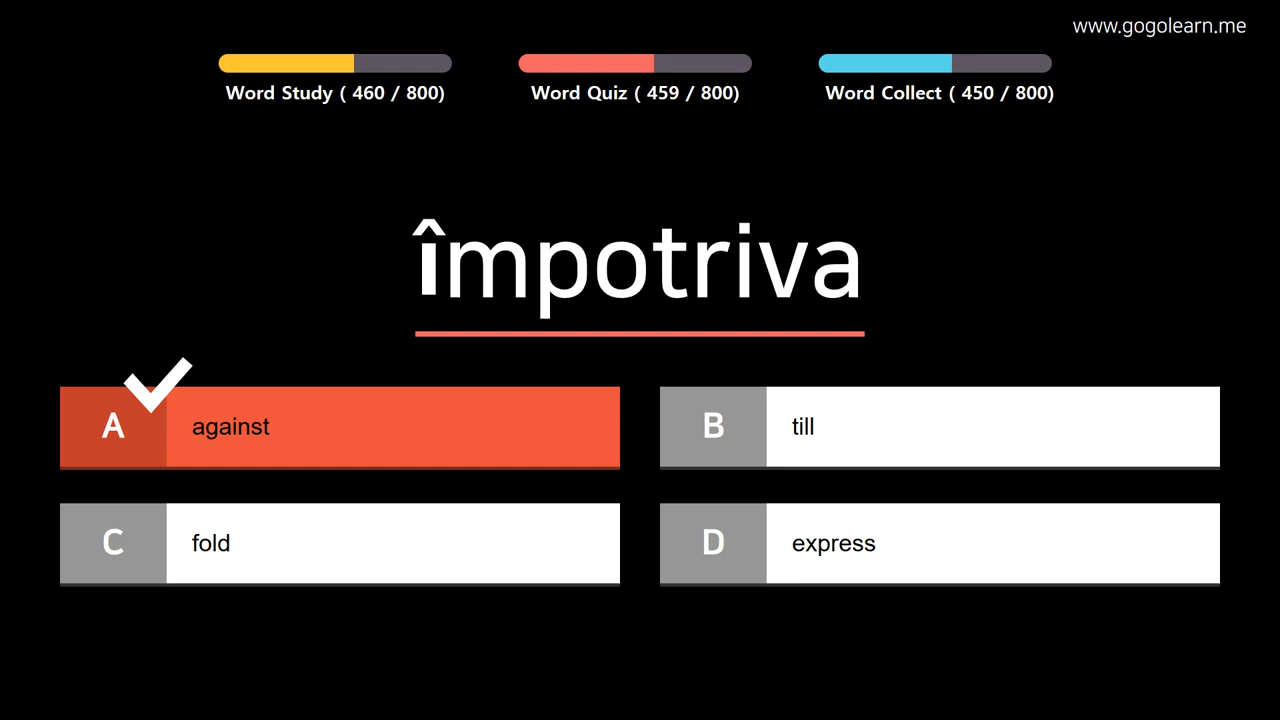 www.gogolearn.me
Word Study ( 460 / 800)
Word Quiz ( 459 / 800)
Word Collect ( 450 / 800)
împotriva
A against
B till
C fold
D express